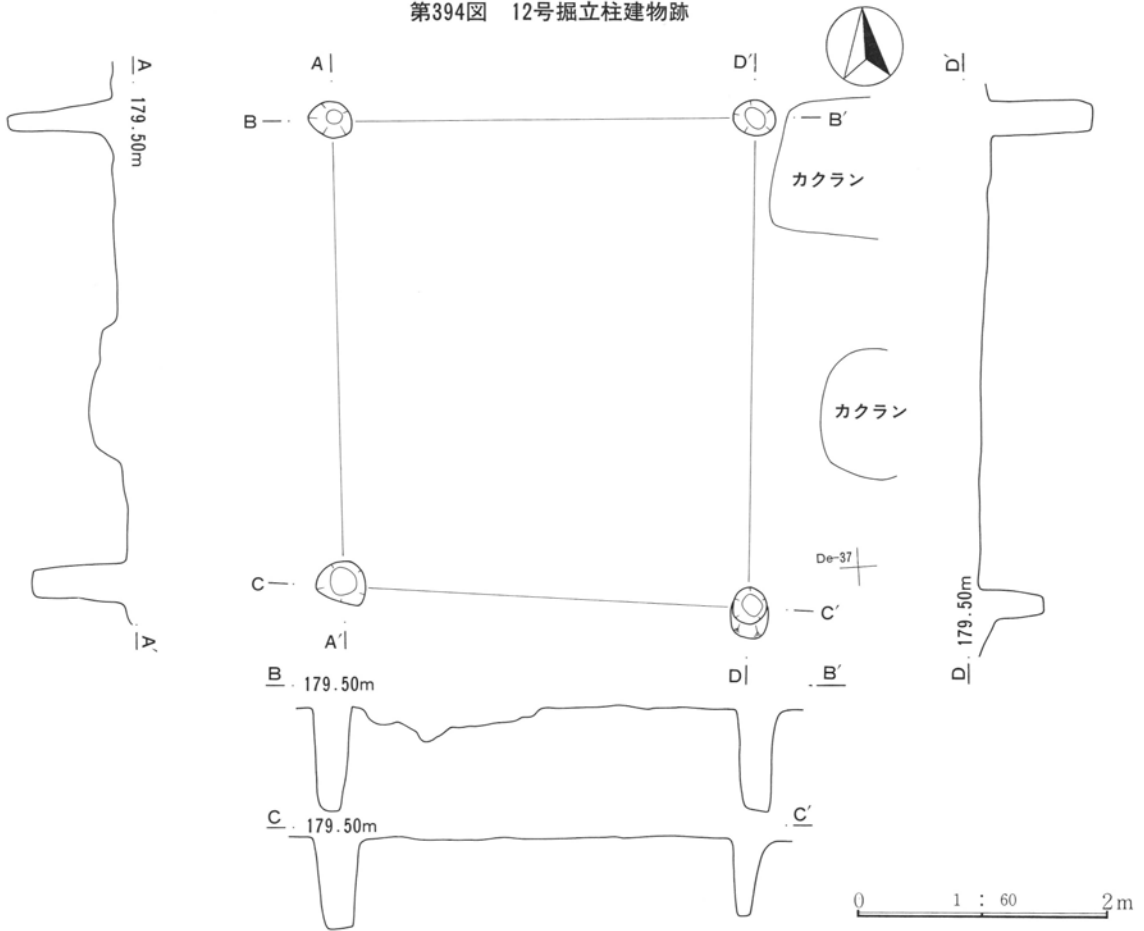 第394図 12号掘立柱建物跡
A
179.50m
A′
A
D′
B
B′
カクラン
カクラン
De-37
C
C′
A′
D
D′
179.50m
D
B 179.50m B′
C 179.50m C′
0 1 : 60 2m